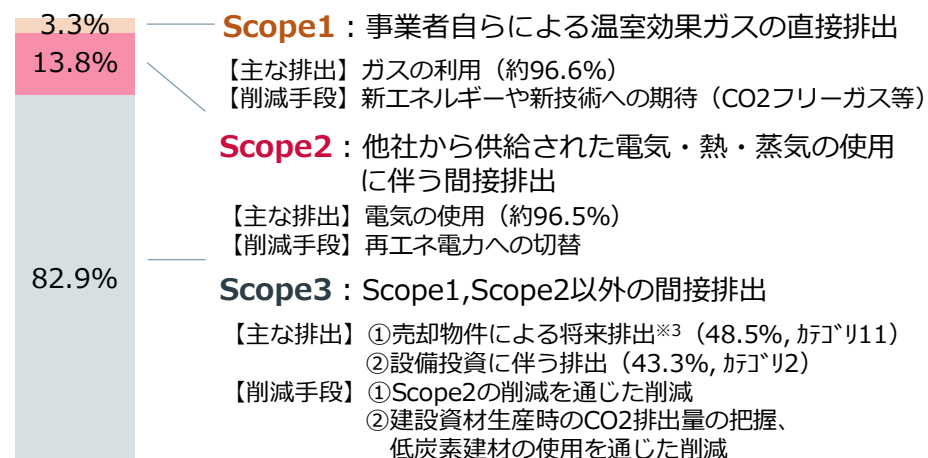 3.3%
13.8%
82.9%
Scope1：事業者自らによる温室効果ガスの直接排出
【主な排出】ガスの利用（約96.6%）
【削減手段】新エネルギーや新技術への期待（CO2フリーガス等）
Scope2：他社から供給された電気・熱・蒸気の使用
に伴う間接排出
【主な排出】電気の使用（約96.5%）
【削減手段】再エネ電力への切替
Scope3：Scope1,Scope2以外の間接排出
【主な排出】①売却物件による将来排出※3（48.5%, ｶﾃｺﾞﾘ11）
②設備投資に伴う排出（43.3%, ｶﾃｺﾞﾘ2）
【削減手段】①Scope2の削減を通じた削減
②建設資材生産時のCO2排出量の把握、
低炭素建材の使用を通じた削減